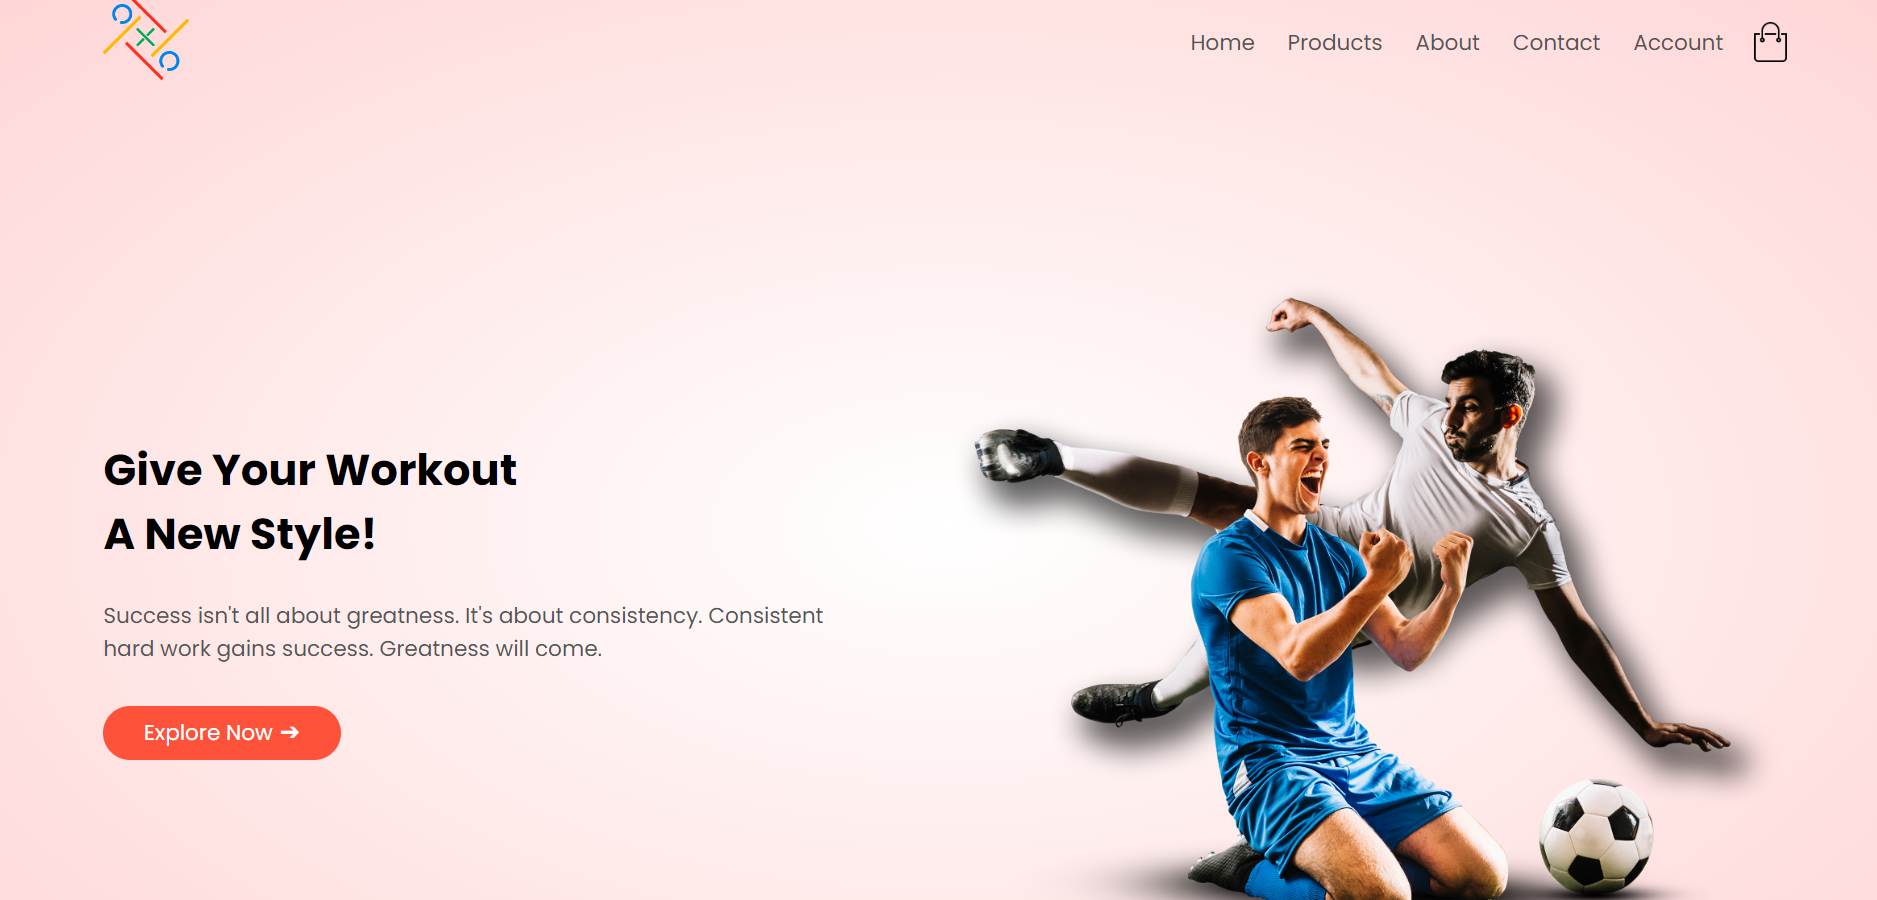 Home Products About Contact Account
Give Your Workout
A New Style!
Success isn't all about greatness. It's about consistency. Consistent
hard work gains success. Greatness will come.
Explore Now ➔